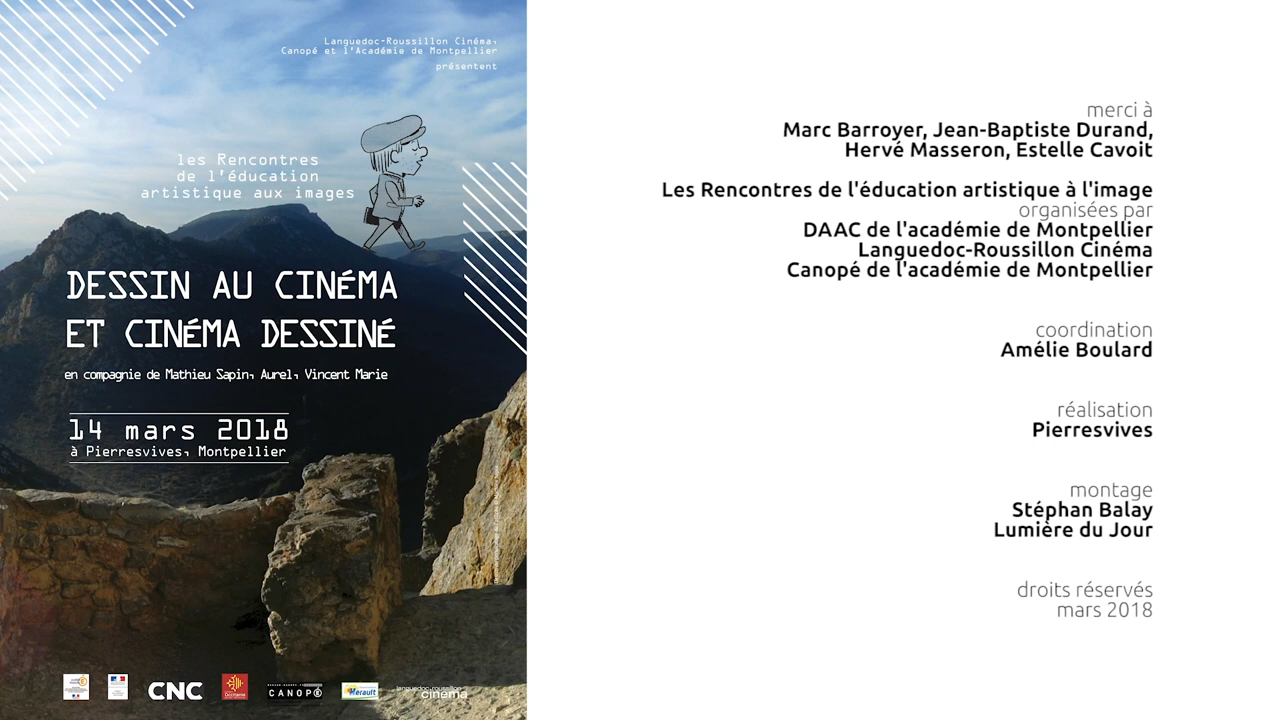 Languedoc-Roussillon Cinéma,
Canopé et l'Académie de Montpellier
présentent
les Rencontres
de l'éducation
artistique aux images
DESSIN AU CINÉMA
ET CINÉMA DESSINÉ
en compagnie de Mathieu Sapin, Aurel, Vincent Marie
14 mars 2018
à Pierresvives, Montpellier
CNC
Occitanie
CANOPÉ
Hérault
languedoc-roussillon
cinéma
merci à
Marc Barroyer, Jean-Baptiste Durand,
Hervé Masseron, Estelle Cavoit
Les Rencontres de l'éducation artistique à l'image
organisées par
DAAC de l'académie de Montpellier
Languedoc-Roussillon Cinéma
Canopé de l'académie de Montpellier
coordination
Amélie Boulard
réalisation
Pierresvives
montage
Stéphan Balay
Lumière du Jour
droits réservés
mars 2018